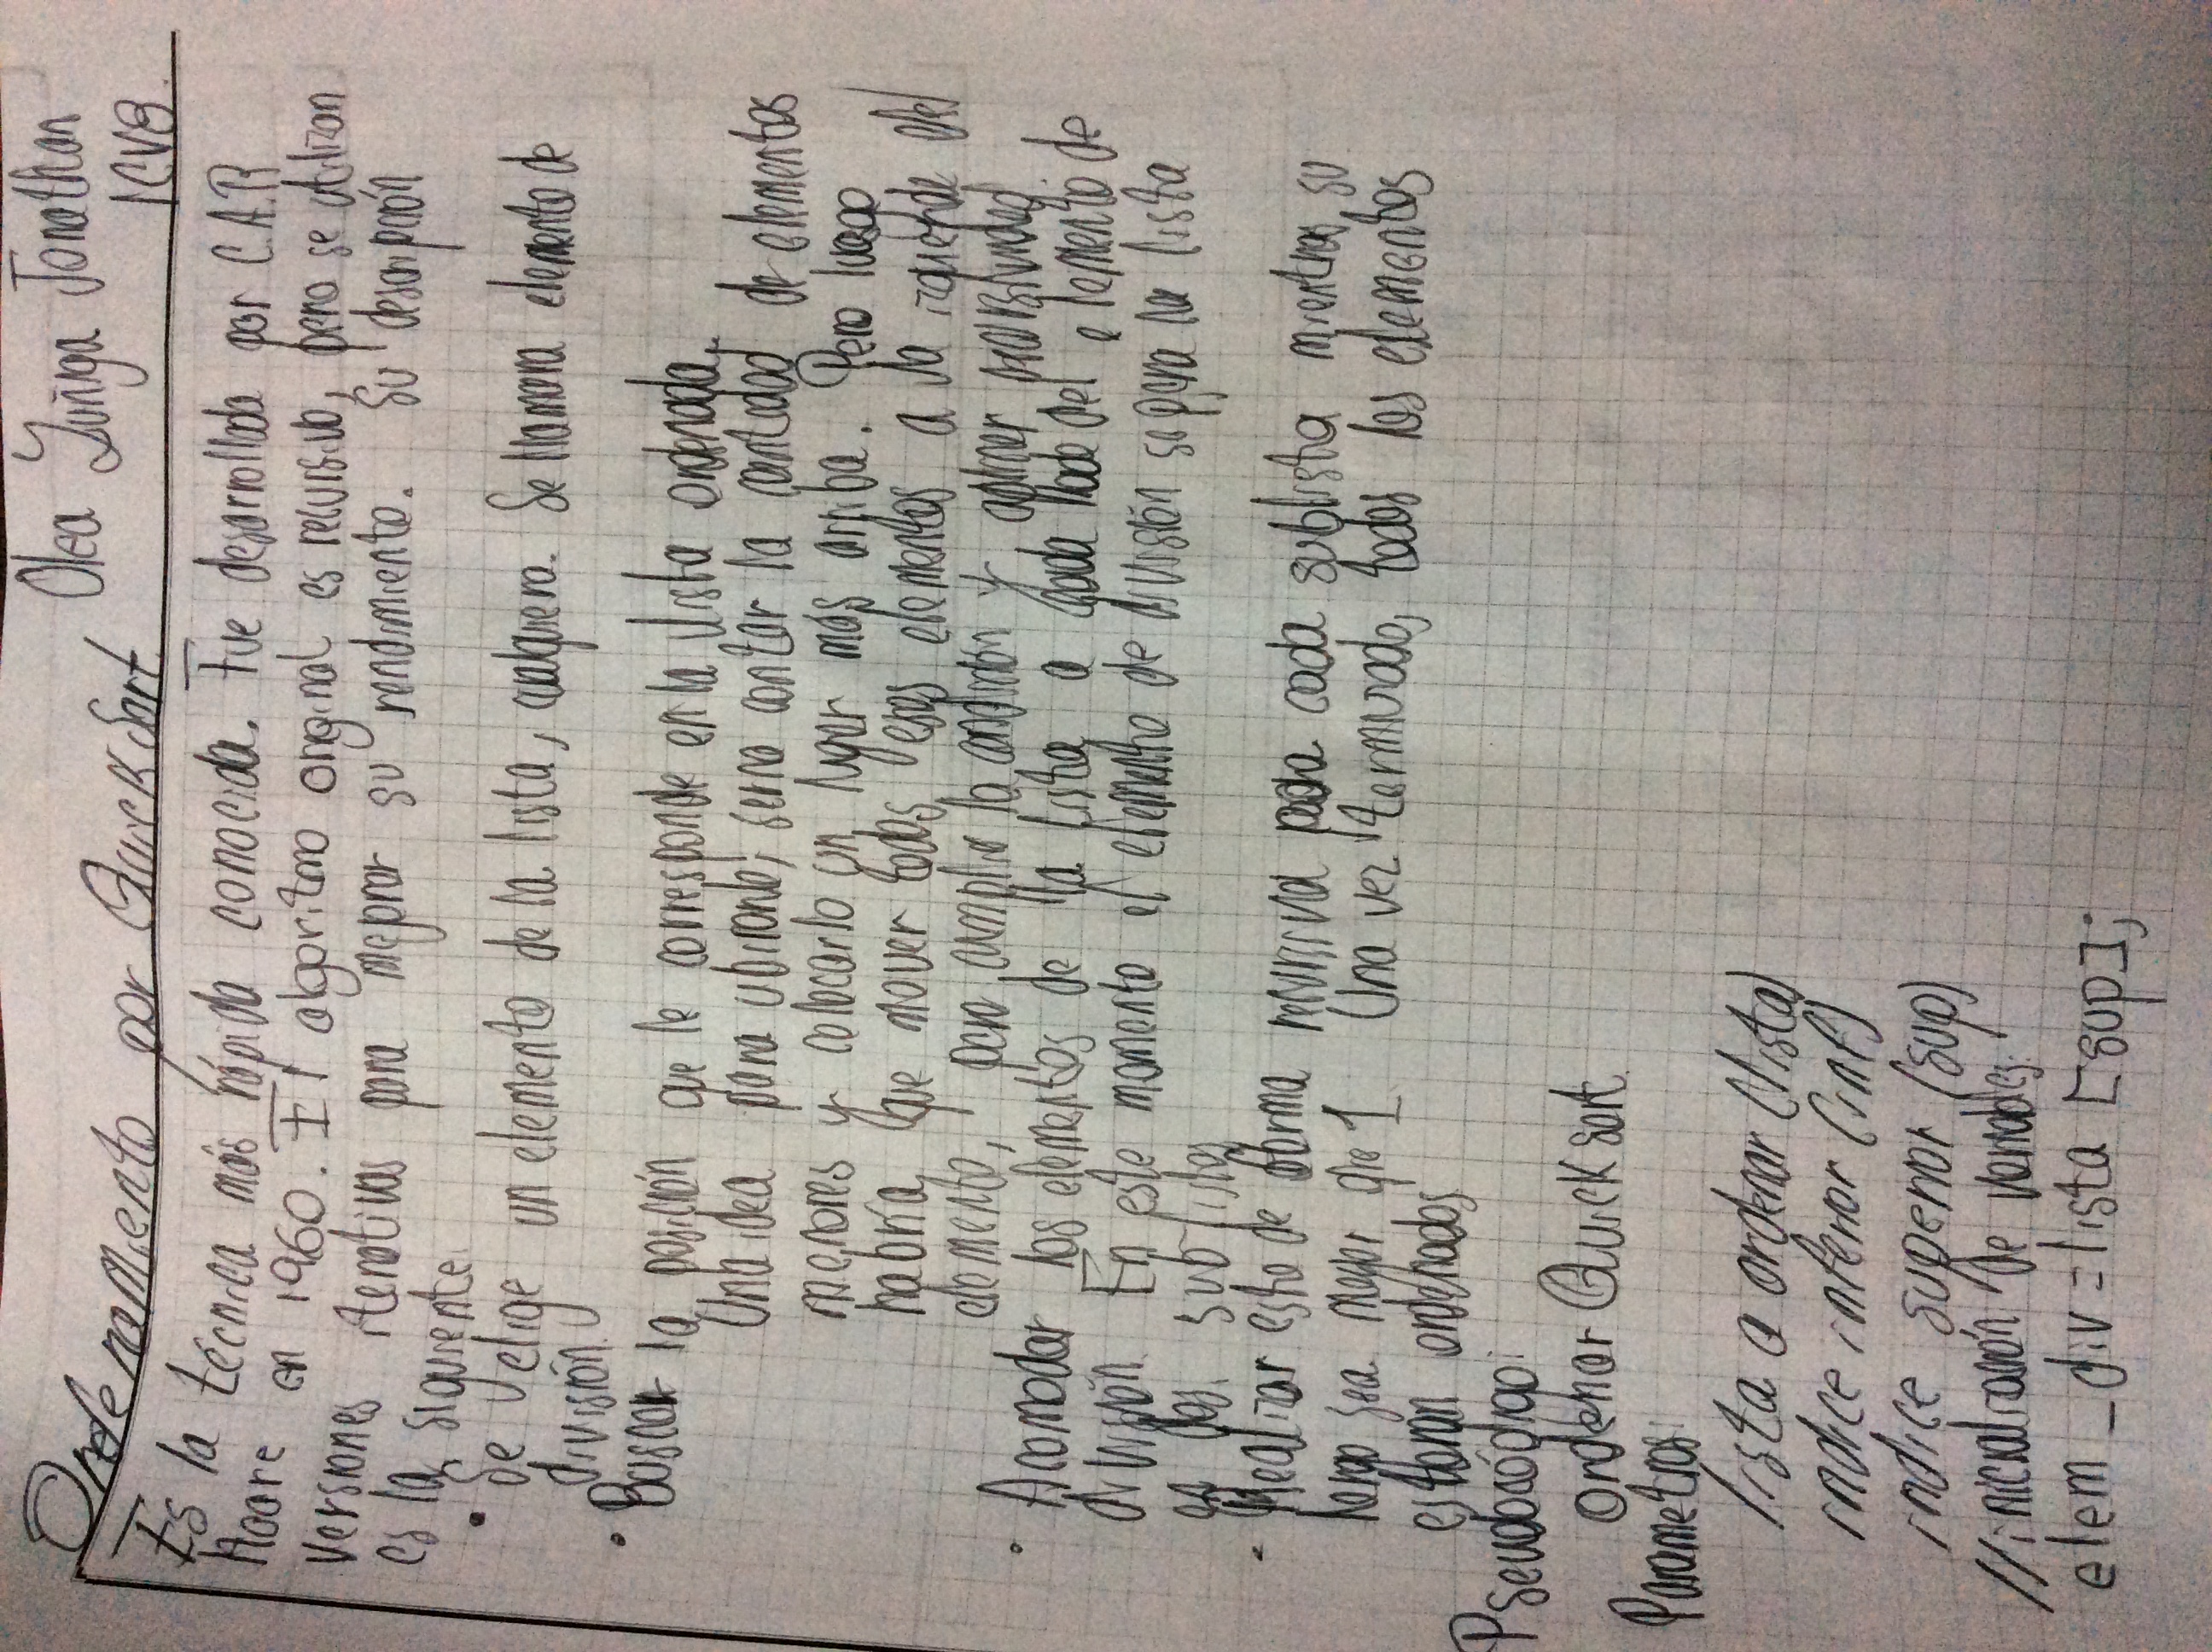 Ordenamiento por QuickSort.
Olea Zuñiga Jonathan
1CV8.
Es la técnica más rápida conocida. Fue desarrollada por C.A.R
Hoare en 1960. El algoritmo original es recursivo, pero se utilizan
versiones iterativas para mejorar su rendimiento. Su descripción
es la siguiente.
• Se elige un elemento de la lista, cualquiera. Se llamara elemento de
división.
• Buscar la posición que le corresponde en la lista ordenada.
Una idea para ubicarlo, seria contar la cantidad de elementos
menores y colocarlo un lugar más arriba. Pero luego
habría que mover todos esos elementos a la izquierda del
elemento, para cumplir la condición y aplicar recursividad.
• Acomodar los elementos de la lista a cada lado del elemento de
división. En este momento el elemento de división separa la lista
en dos sublistas
- Realizar esto de forma recursiva para cada sublista mientras su
largo sea mayor que 1 Una vez terminado, todos los elementos
estarán ordenados
Pseudocódigo:
ordenar QuickSort.
Parametros:
lista a ordenar (lista)
indice inferior (inf)
indice superior (sup)
//inicialización de variables.
elem_div=lista [sup];